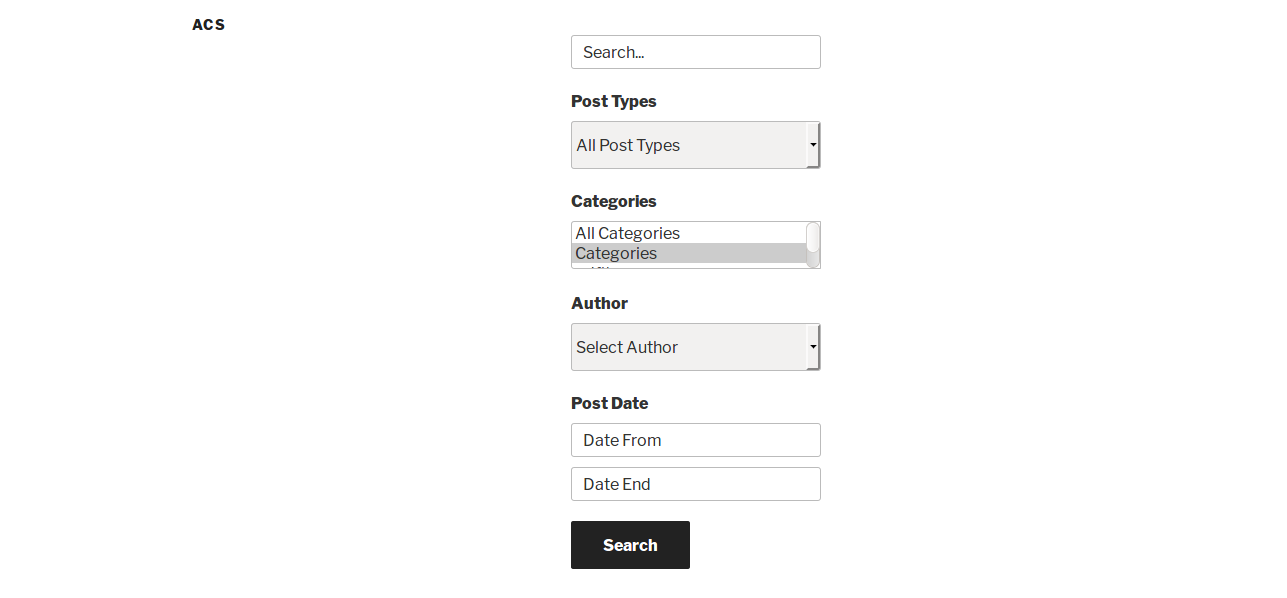 ACS
Search...
Post Types
All Post Types
Categories
All Categories
Categories
Author
Select Author
Post Date
Date From
Date End
Search